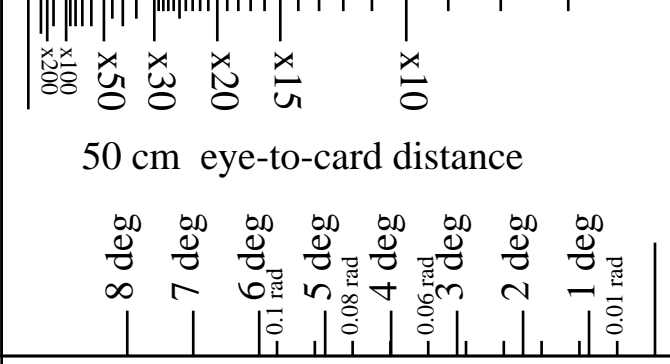 x200 x100 x50 x30 x20 x15 x10
50 cm eye-to-card distance
8 deg 7 deg 6 deg 0.1 rad 5 deg 0.08 rad 4 deg 0.06 rad 3 deg 2 deg 1 deg 0.01 rad